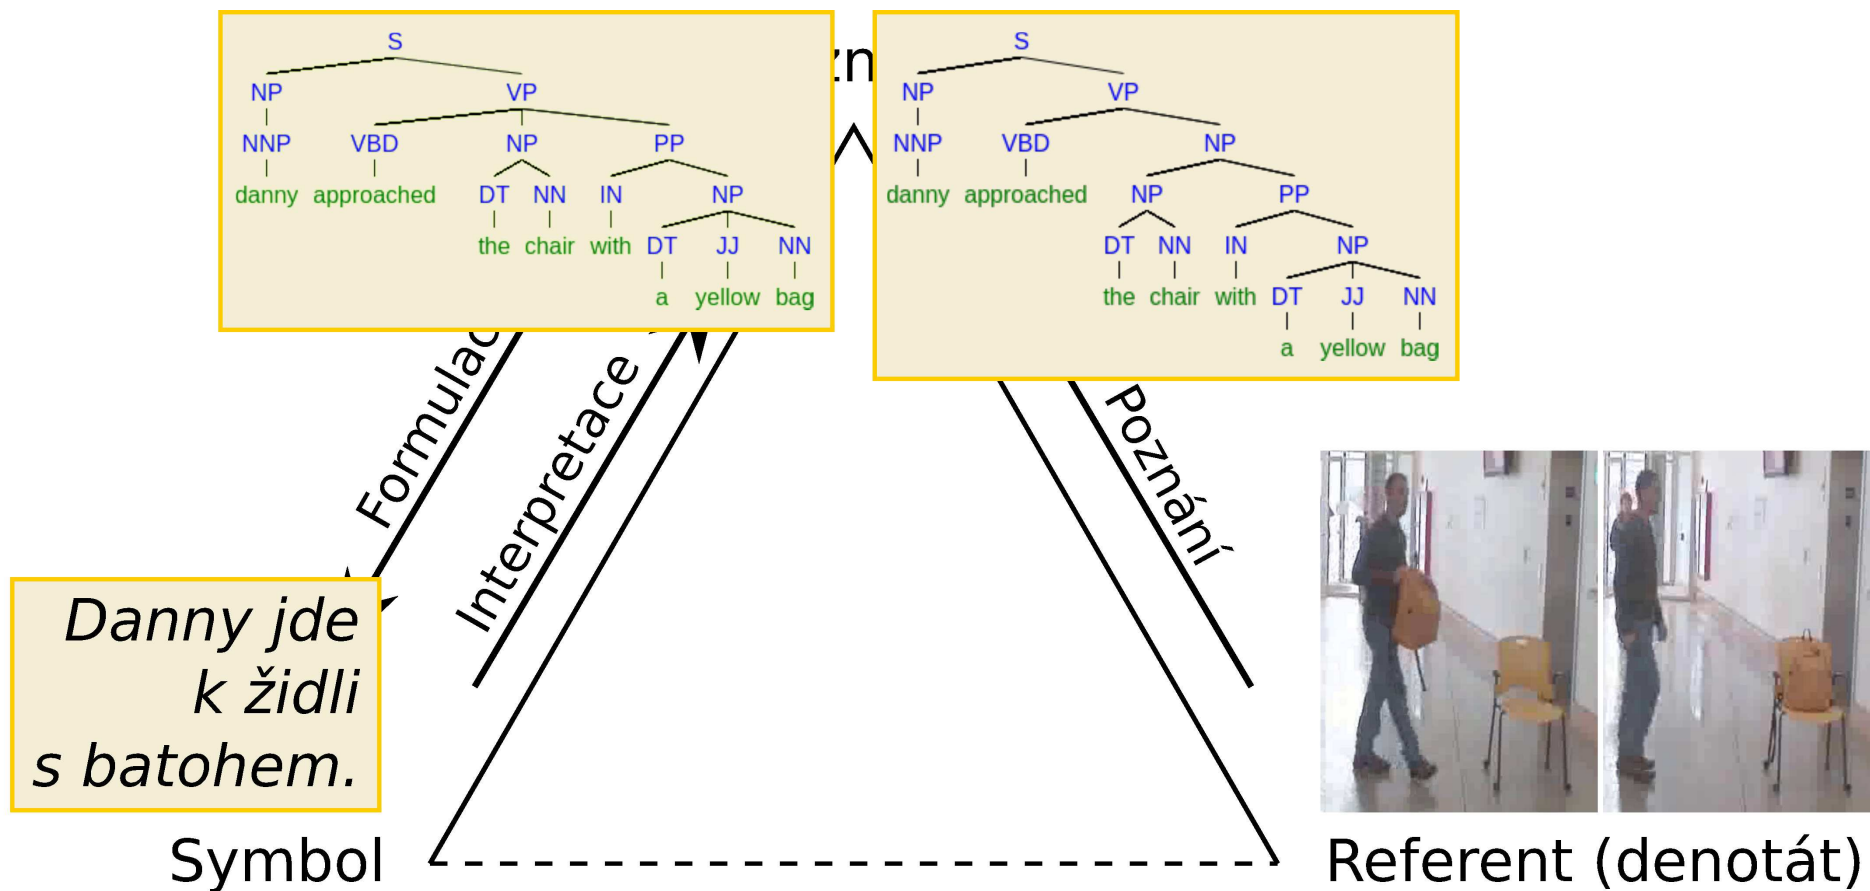 S
NP VP
NNP VBD NP PP
danny approached DT NN IN NP
the chair with DT JJ NN
a yellow bag
zn
S
NP VP
NNP VBD NP
danny approached NP PP
DT NN IN NP
the chair with DT JJ NN
a yellow bag
Formulac
Interpretace
Poznání
Danny jde
k židli
s batohem.
Symbol
Referent (denotát)